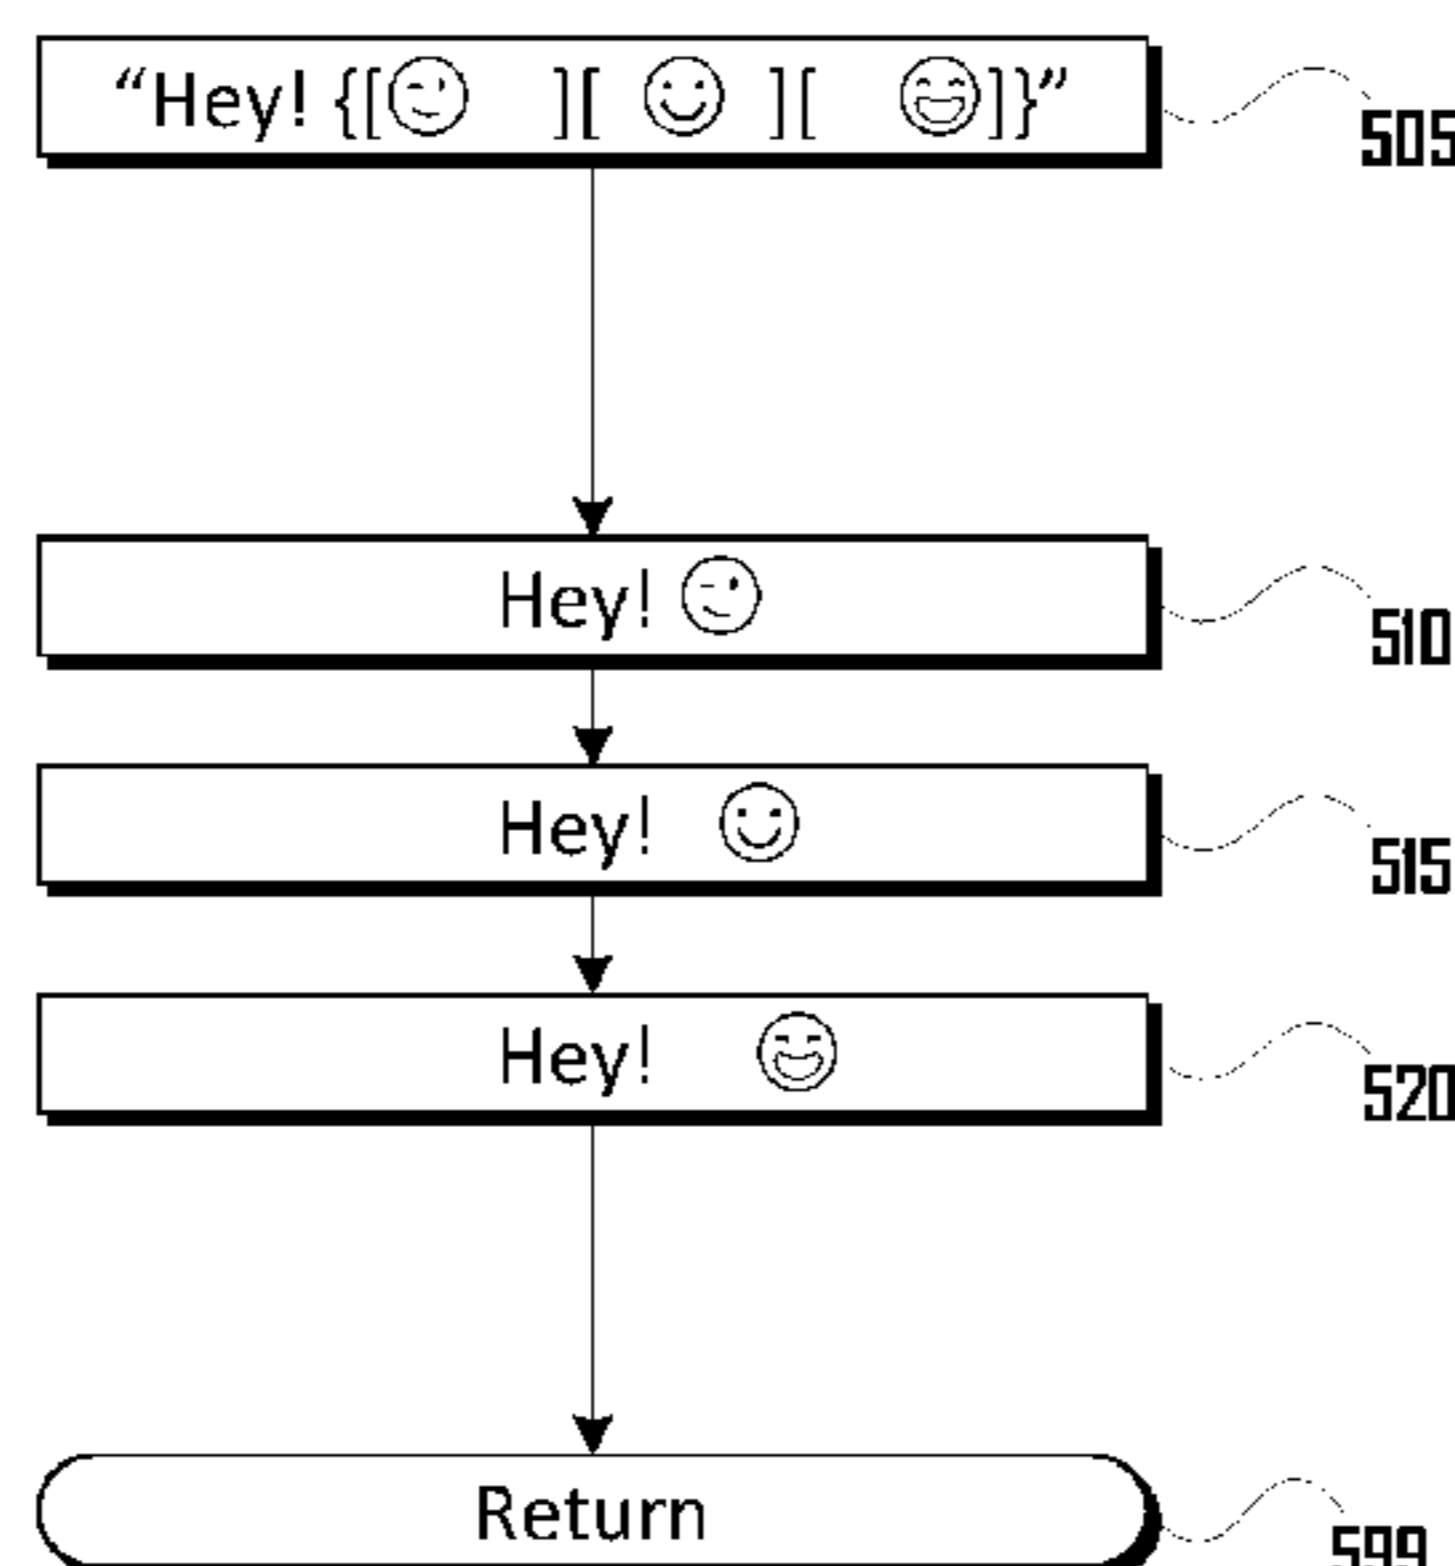 “Hey! {[😉 ][ 🙂 ][ 😄]}”
505
Hey! 😉
510
Hey! 🙂
515
Hey! 😄
520
Return
599